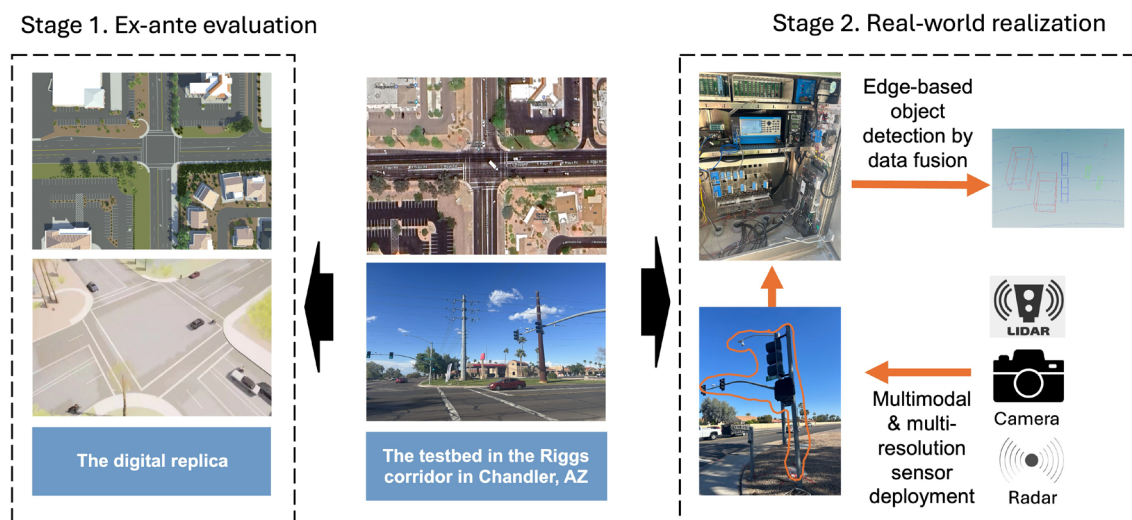 Stage 1. Ex-ante evaluation
Stage 2. Real-world realization
The digital replica
The testbed in the Riggs
corridor in Chandler, AZ
Edge-based
object
detection by
data fusion
LIDAR
Camera
Radar
Multimodal
& multi-
resolution
sensor
deployment